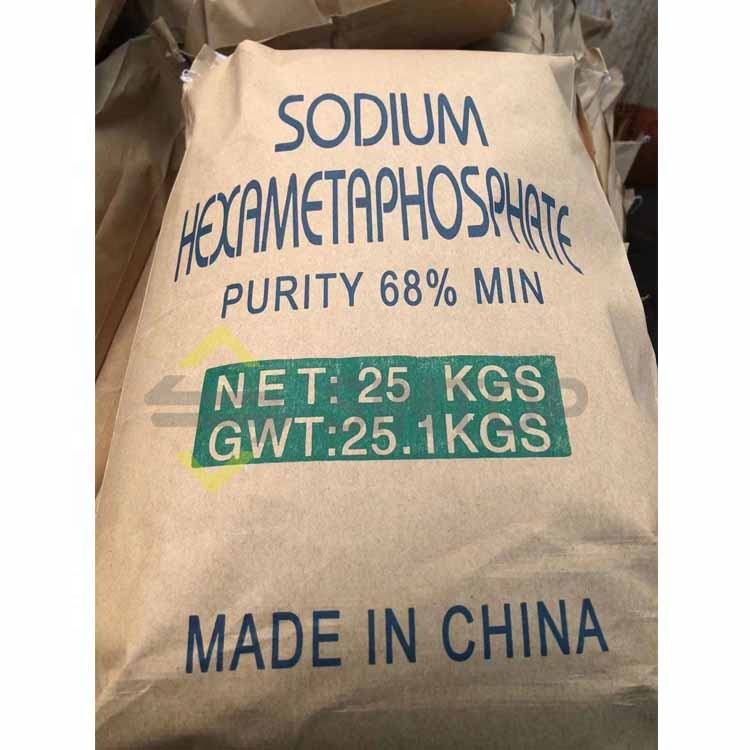 SODIUM
HEXAMETAPHOSPHATE
PURITY 68% MIN
NET: 25 KGS
GWT:25.1KGS
MADE IN CHINA